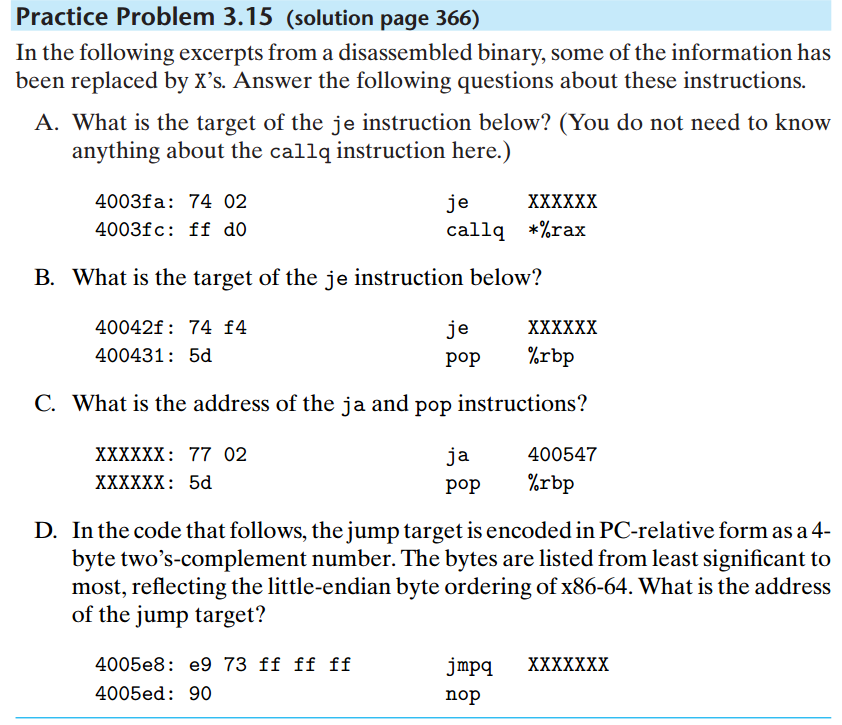 Practice Problem 3.15 (solution page 366)
In the following excerpts from a disassembled binary, some of the information has
been replaced by X’s. Answer the following questions about these instructions.
A. What is the target of the je instruction below? (You do not need to know
anything about the callq instruction here.)
4003fa: 74 02 je XXXXXX
4003fc: ff d0 callq *%rax
B. What is the target of the je instruction below?
40042f: 74 f4 je XXXXXX
400431: 5d pop %rbp
C. What is the address of the ja and pop instructions?
XXXXXX: 77 02 ja 400547
XXXXXX: 5d pop %rbp
D. In the code that follows, the jump target is encoded in PC-relative form as a 4-
byte two’s-complement number. The bytes are listed from least significant to
most, reflecting the little-endian byte ordering of x86-64. What is the address
of the jump target?
4005e8: e9 73 ff ff ff jmpq XXXXXXX
4005ed: 90 nop